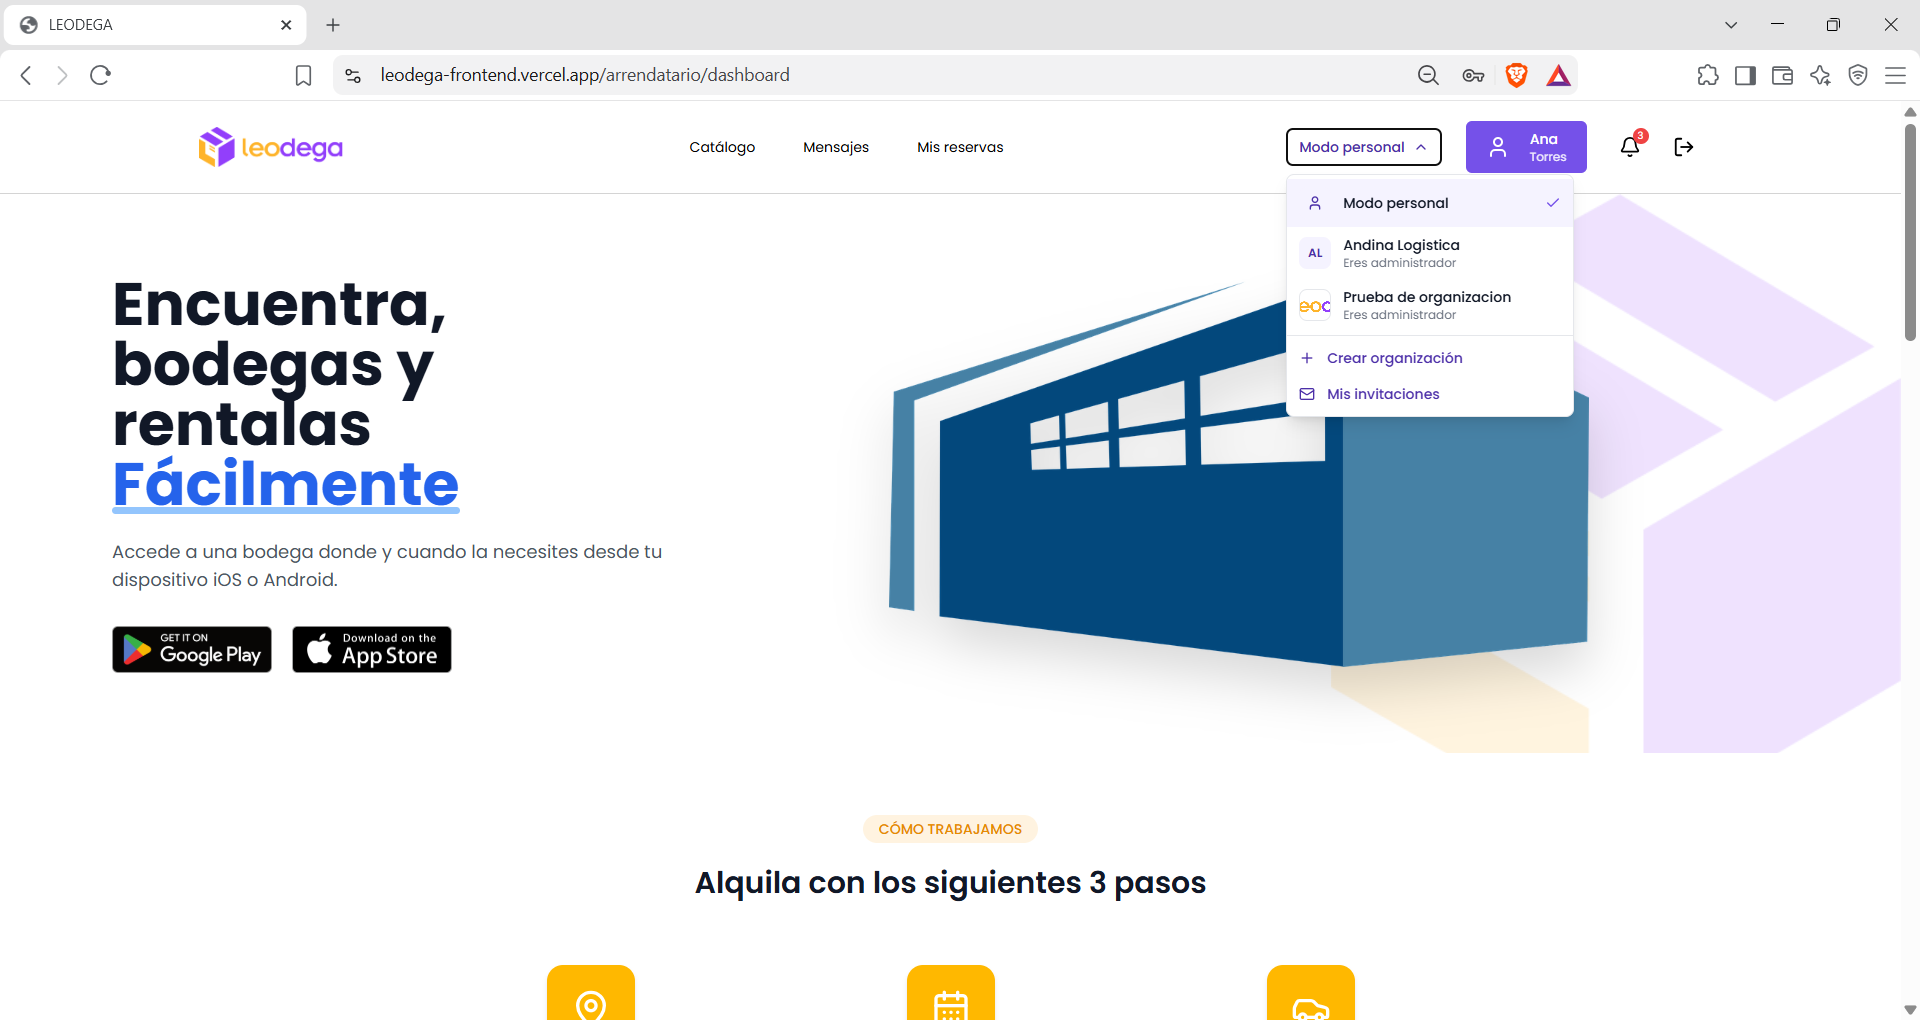 LEODEGA
leodega-frontend.vercel.app/arrendatario/dashboard
leodega
Catálogo
Mensajes
Mis reservas
Modo personal
Ana
Torres
3
Modo personal
AL
Andina Logistica
Eres administrador
Prueba de organizacion
Eres administrador
Crear organización
Mis invitaciones
Encuentra,
bodegas y
rentalas
Fácilmente
Accede a una bodega donde y cuando la necesites desde tu
dispositivo iOS o Android.
GET IT ON
Google Play
Download on the
App Store
CÓMO TRABAJAMOS
Alquila con los siguientes 3 pasos